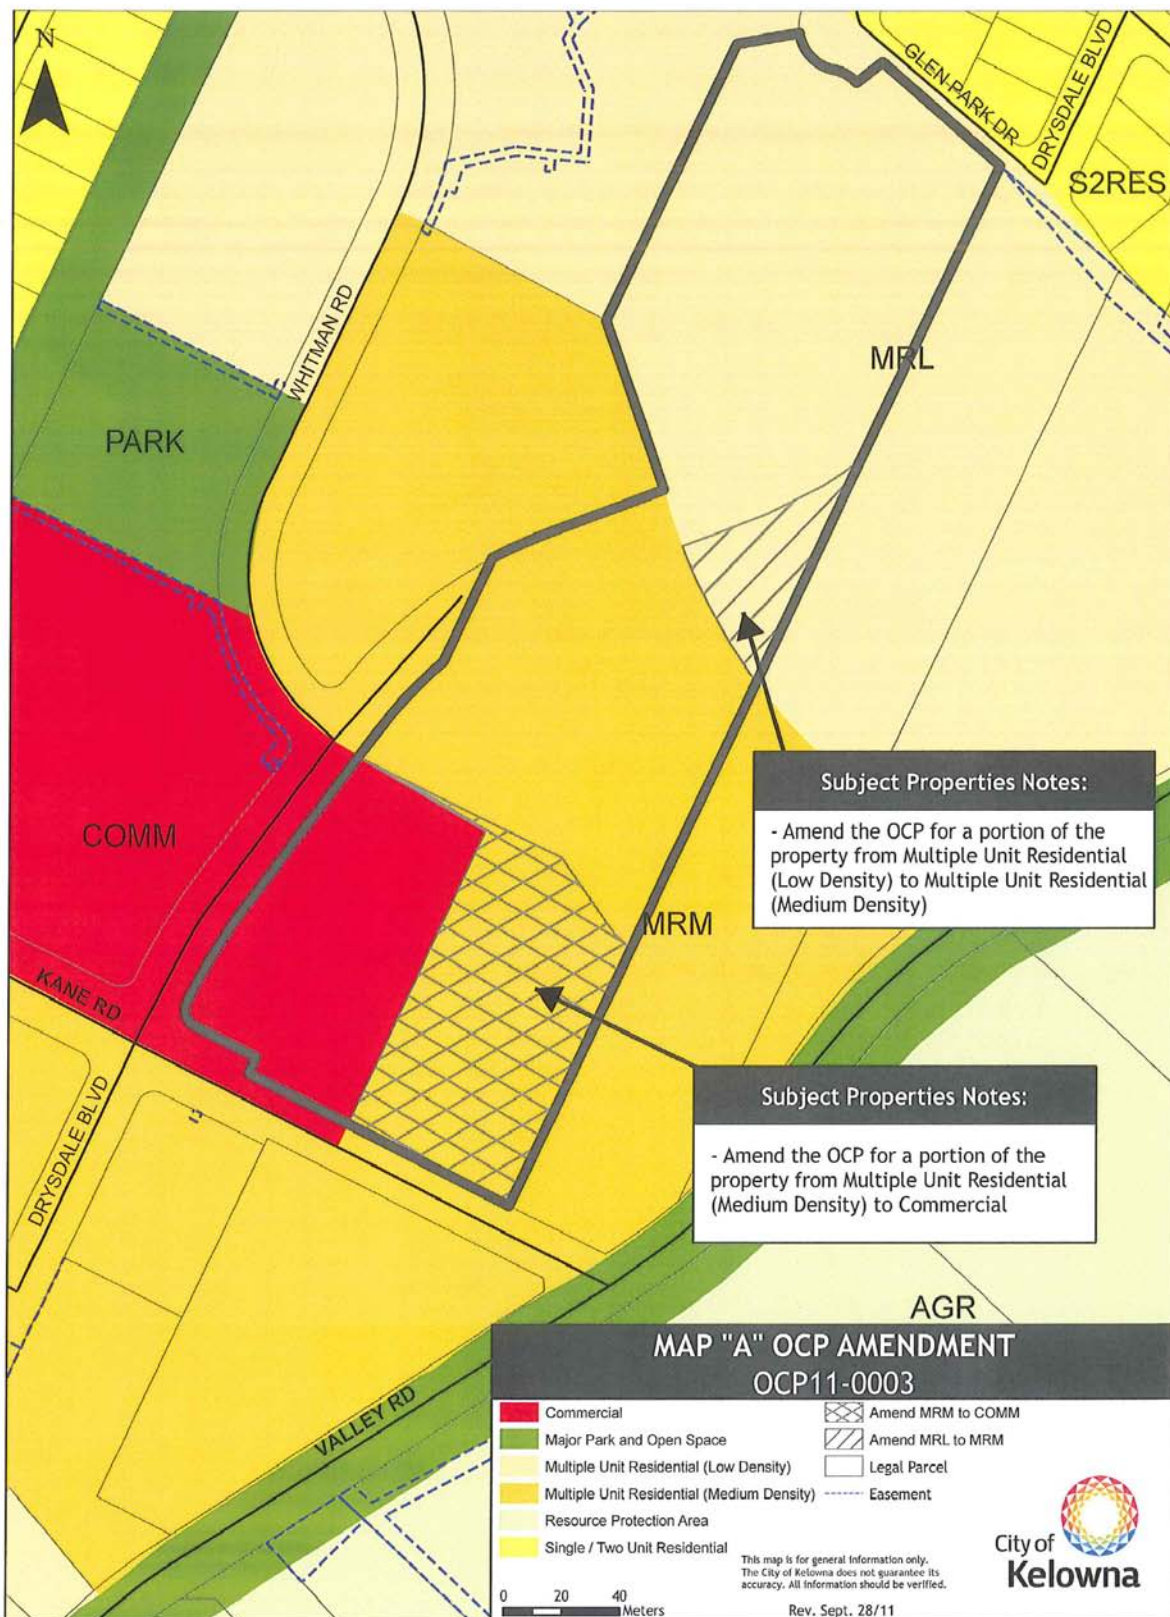 N
GLEN-PARK-DR
DRYSDALE BLVD
S2RES
WHITMAN RD
MRL
PARK
Subject Properties Notes:
- Amend the OCP for a portion of the
property from Multiple Unit Residential
(Low Density) to Multiple Unit Residential
(Medium Density)
COMM
MRM
KANE RD
DRYSDALE BLVD
Subject Properties Notes:
- Amend the OCP for a portion of the
property from Multiple Unit Residential
(Medium Density) to Commercial
AGR
VALLEY RD
MAP "A" OCP AMENDMENT
OCP11-0003
Commercial
Major Park and Open Space
Multiple Unit Residential (Low Density)
Multiple Unit Residential (Medium Density)
Resource Protection Area
Single / Two Unit Residential
Amend MRM to COMM
Amend MRL to MRM
Legal Parcel
Easement
0 20 40
Meters
This map is for general information only.
The City of Kelowna does not guarantee its
accuracy. All information should be verified.
Rev. Sept. 28/11
City of
Kelowna